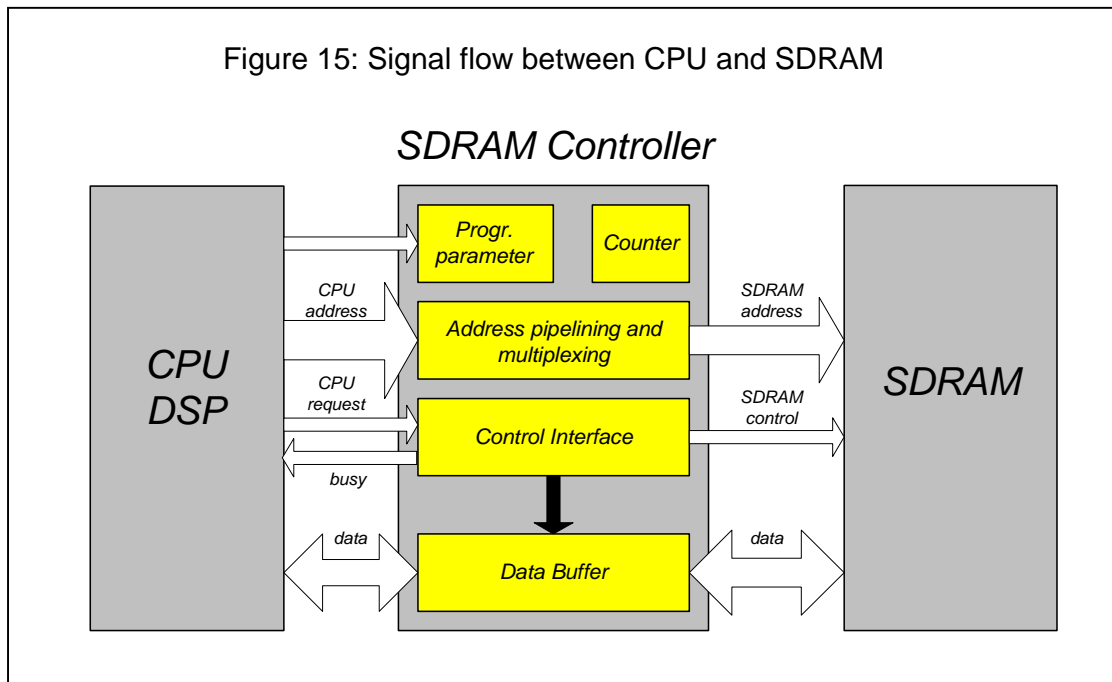 Figure 15: Signal flow between CPU and SDRAM
SDRAM Controller
Progr.
parameter
Counter
CPU
address
Address pipelining and
multiplexing
SDRAM
address
CPU
DSP
SDRAM
CPU
request
Control Interface
SDRAM
control
busy
data
Data Buffer
data